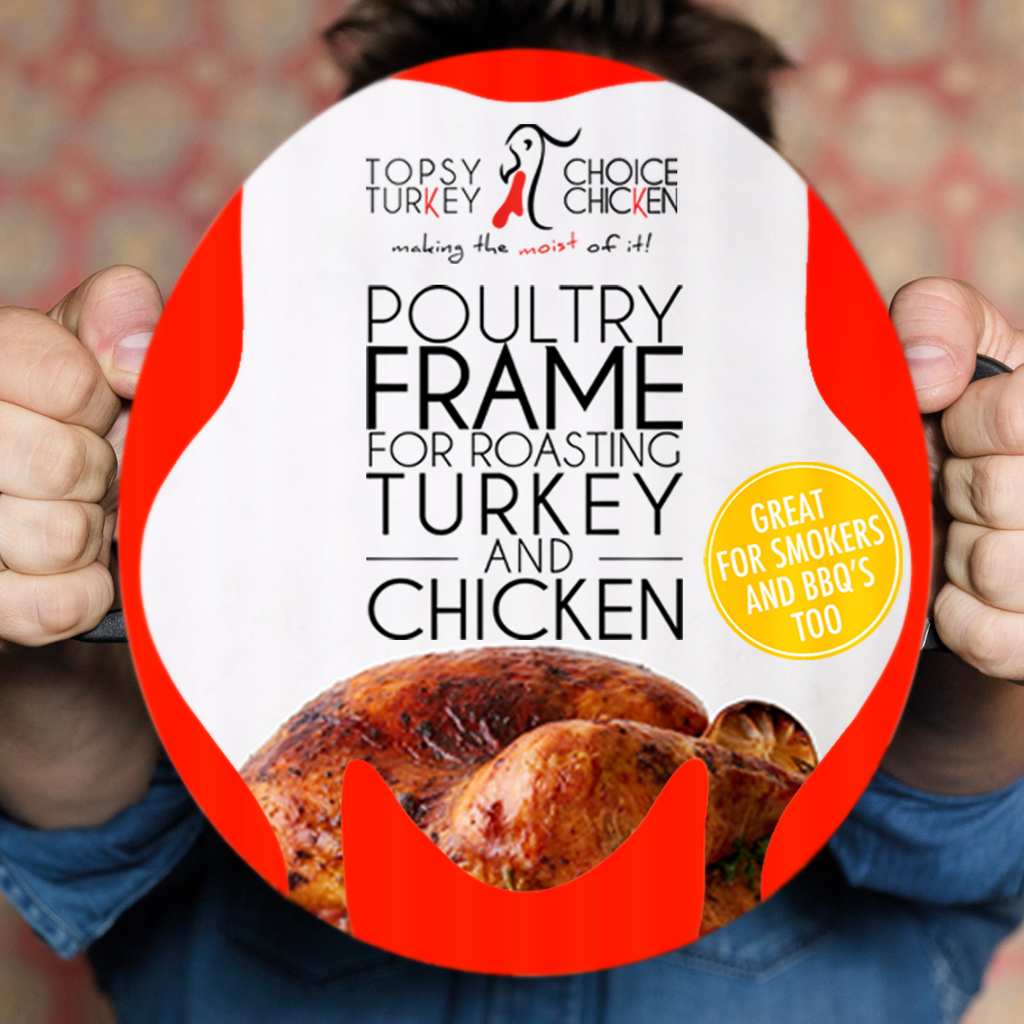 TOPSY TURKEY
CHOICE CHICKEN
making the moist of it!
POULTRY
FRAME
FOR ROASTING
TURKEY
AND
CHICKEN
GREAT
FOR SMOKERS
AND BBQ'S
TOO